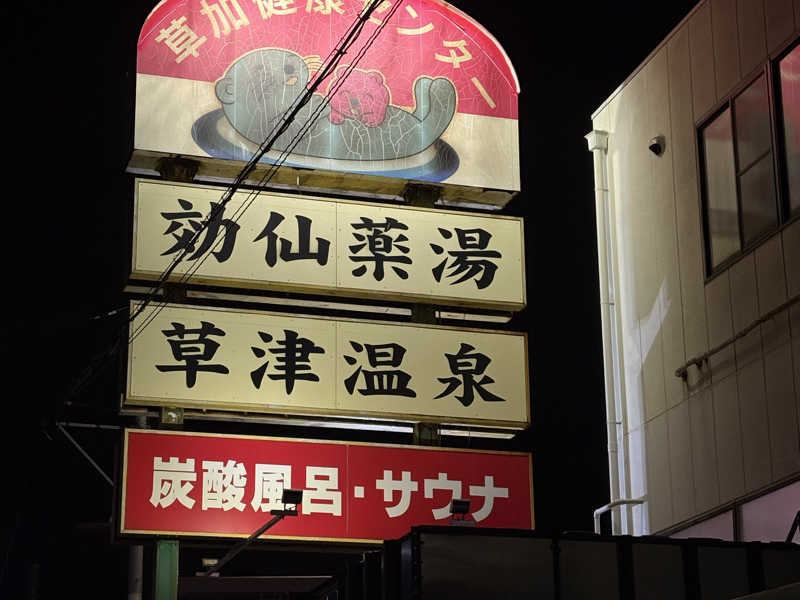 草加健康センター
効仙薬湯
草津温泉
炭酸風呂・サウナ